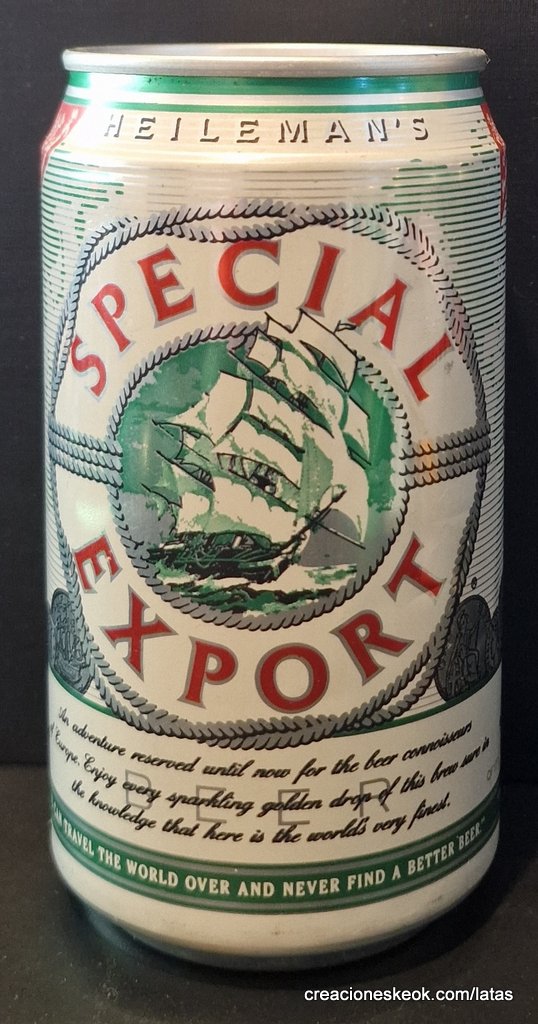 HEILEMAN'S
SPECIAL
EXPORT
®
An adventure reserved until now for the beer connoisseurs
of Europe. Enjoy every sparkling golden drop of this brew sure in
the knowledge that here is the world's very finest.
BEER
CAN TRAVEL THE WORLD OVER AND NEVER FIND A BETTER BEER."
creacioneskeok.com/latas